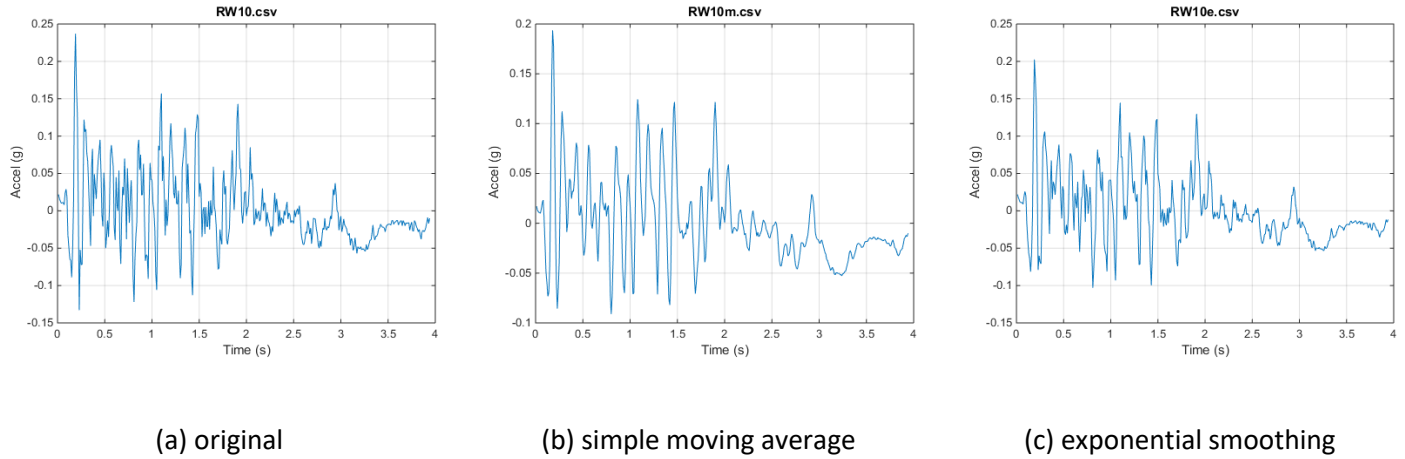 RW10.csv
0.25
0.2
0.15
0.1
0.05
0
-0.05
-0.1
-0.15
Accel (g)
0 0.5 1 1.5 2 2.5 3 3.5 4
Time (s)
(a) original
RW10m.csv
0.2
0.15
0.1
0.05
0
-0.05
-0.1
Accel (g)
0 0.5 1 1.5 2 2.5 3 3.5 4
Time (s)
(b) simple moving average
RW10e.csv
0.25
0.2
0.15
0.1
0.05
0
-0.05
-0.1
-0.15
Accel (g)
0 0.5 1 1.5 2 2.5 3 3.5 4
Time (s)
(c) exponential smoothing